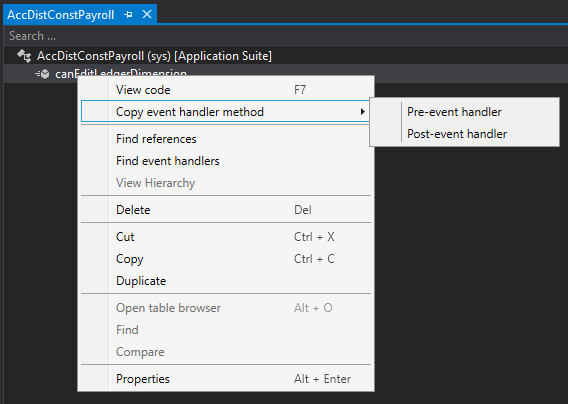 AccDistConstPayroll
Search ...
AccDistConstPayroll (sys) [Application Suite]
canEditLedgerDimension
View code F7
Copy event handler method
Pre-event handler
Post-event handler
Find references
Find event handlers
View Hierarchy
Delete Del
Cut Ctrl + X
Copy Ctrl + C
Duplicate
Open table browser Alt + O
Find
Compare
Properties Alt + Enter